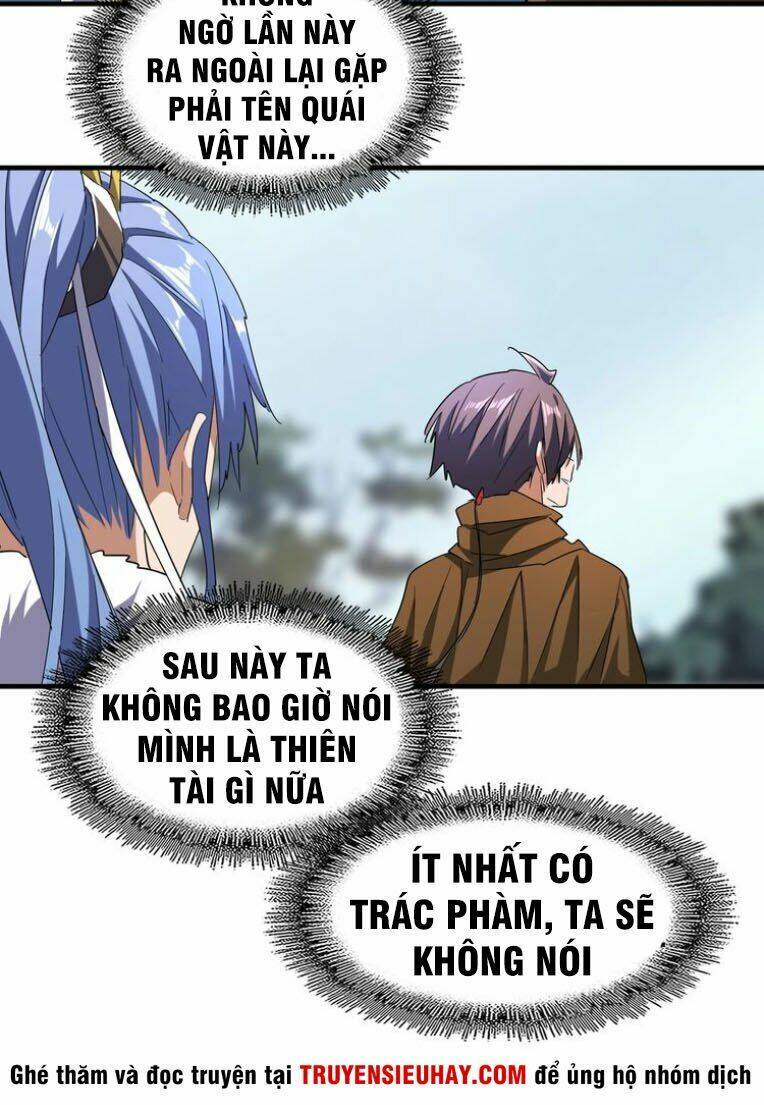 KHÔNG
NGỜ LẦN NÀY
RA NGOÀI LẠI GẶP
PHẢI TÊN QUÁI
VẬT NÀY...
SAU NÀY TA
KHÔNG BAO GIỜ NÓI
MÌNH LÀ THIÊN
TÀI GÌ NỮA
ÍT NHẤT CÓ
TRÁC PHÀM, TA SẼ
KHÔNG NÓI
Ghé thăm và đọc truyện tại TRUYENSIEUHAY.COM để ủng hộ nhóm dịch